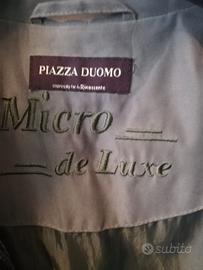 PIAZZA DUOMO
Micro
de Luxe
subito